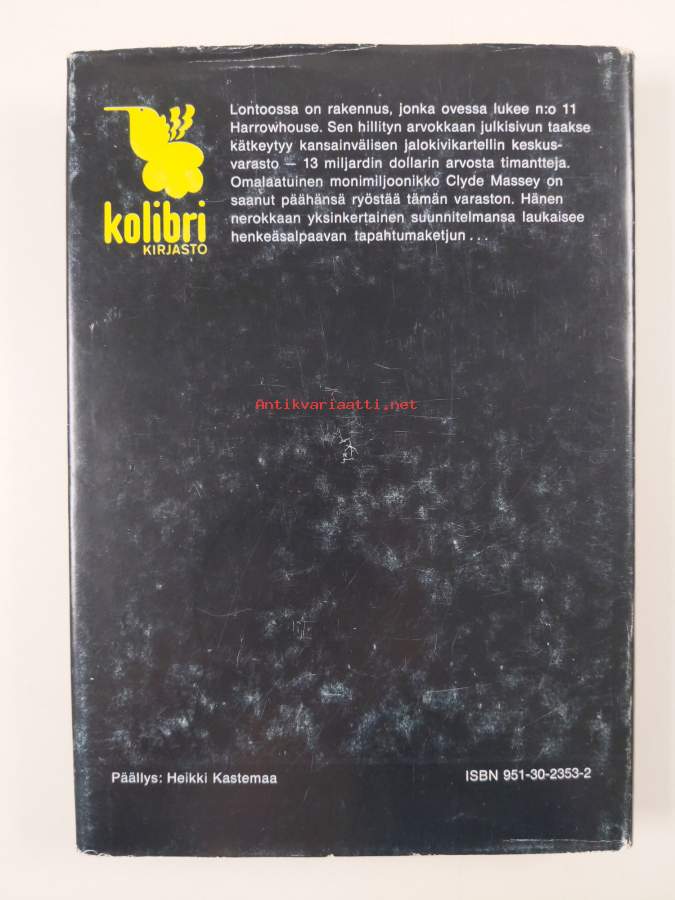 Lontoossa on rakennus, jonka ovessa lukee n:o 11
Harrowhouse. Sen hillityn arvokkaan julkisivun taakse
kätkeytyy kansainvälisen jalokivikartellin keskus-
varasto — 13 miljardin dollarin arvosta timantteja.
Omalaatuinen monimiljoonikko Clyde Massey on
saanut päähänsä ryöstää tämän varaston. Hänen
nerokkaan yksinkertainen suunnitelmansa laukaisee
henkeäsalpaavan tapahtumaketjun . . .
kolibri
KIRJASTO
Antikvariaatti.net
Päällys: Heikki Kastemaa
ISBN 951-30-2353-2